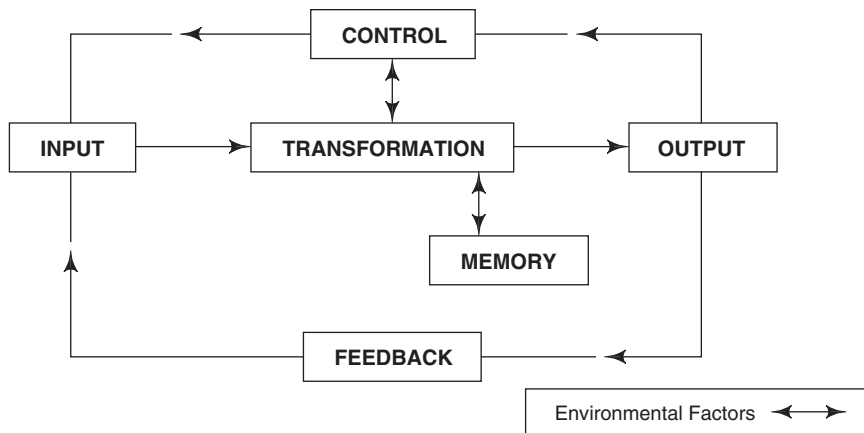 CONTROL
INPUT
TRANSFORMATION
OUTPUT
MEMORY
FEEDBACK
Environmental Factors